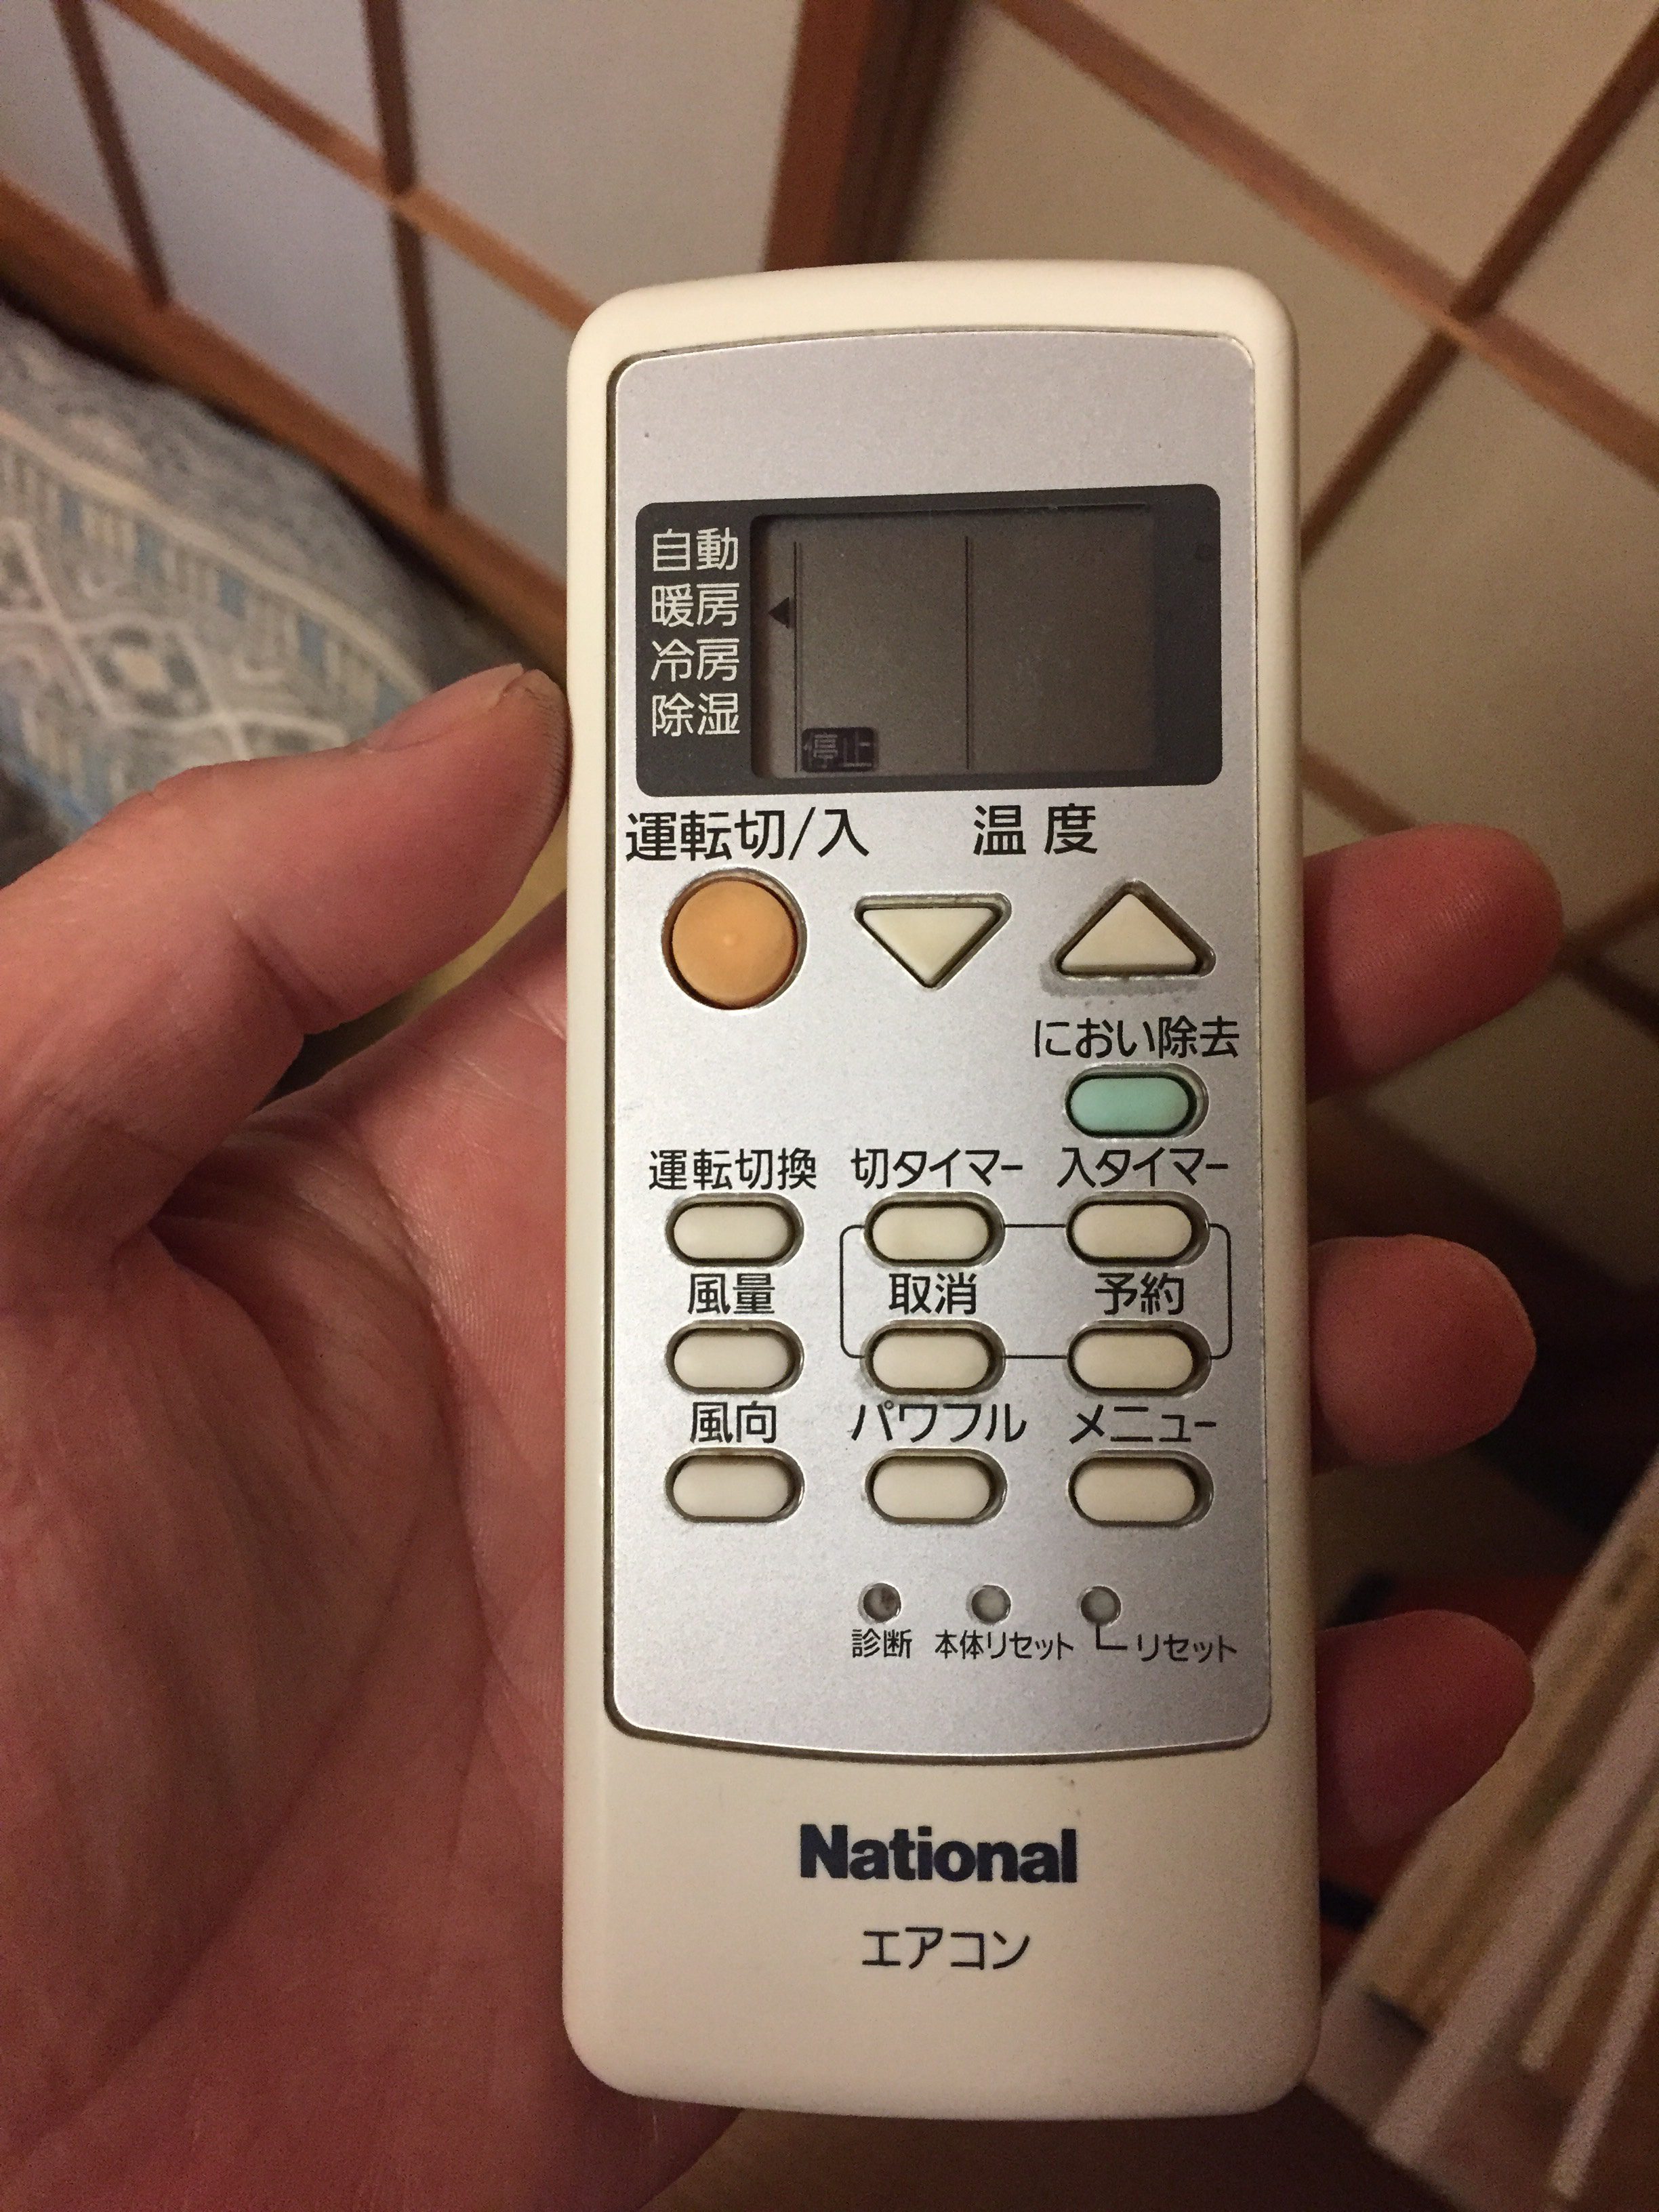 自動
暖房
冷房
除湿
停止
運転切/入 温度
におい除去
運転切換 切タイマー 入タイマー
風量 取消 予約
風向 パワフル メニュー
診断 本体リセット リセット
National
エアコン